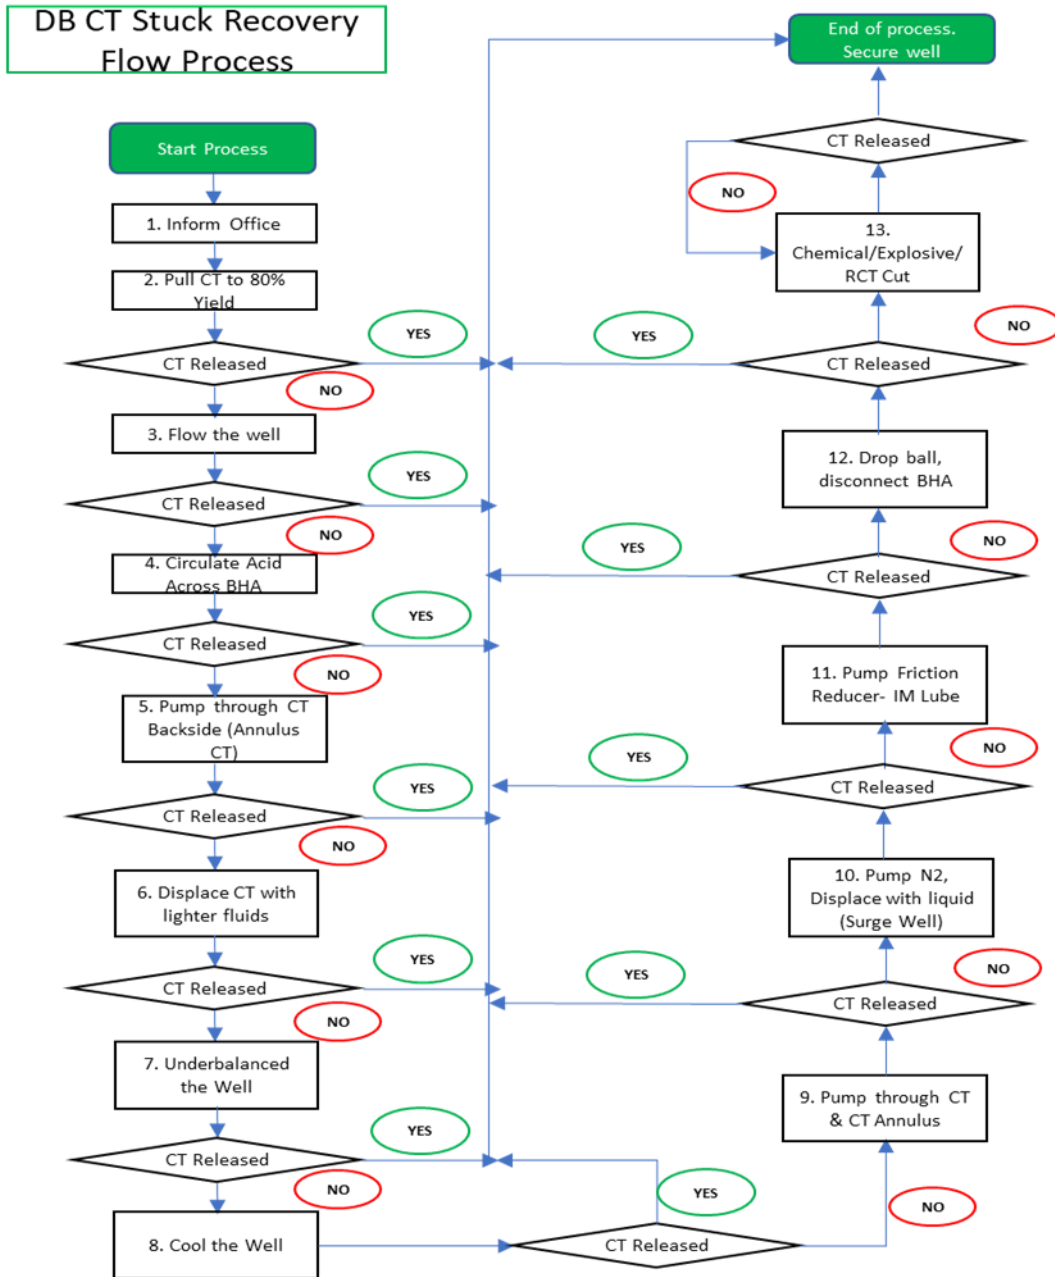 DB CT Stuck Recovery
Flow Process
Start Process
1. Inform Office
2. Pull CT to 80%
Yield
CT Released
YES
NO
3. Flow the well
CT Released
YES
NO
4. Circulate Acid
Across BHA
CT Released
YES
NO
5. Pump through CT
Backside (Annulus
CT)
CT Released
YES
NO
6. Displace CT with
lighter fluids
CT Released
YES
NO
7. Underbalanced
the Well
CT Released
YES
NO
8. Cool the Well
CT Released
YES
NO
9. Pump through CT
& CT Annulus
CT Released
YES
NO
10. Pump N2,
Displace with liquid
(Surge Well)
CT Released
YES
NO
11. Pump Friction
Reducer- IM Lube
CT Released
YES
NO
12. Drop ball,
disconnect BHA
CT Released
YES
NO
13.
Chemical/Explosive/
RCT Cut
CT Released
NO
End of process.
Secure well